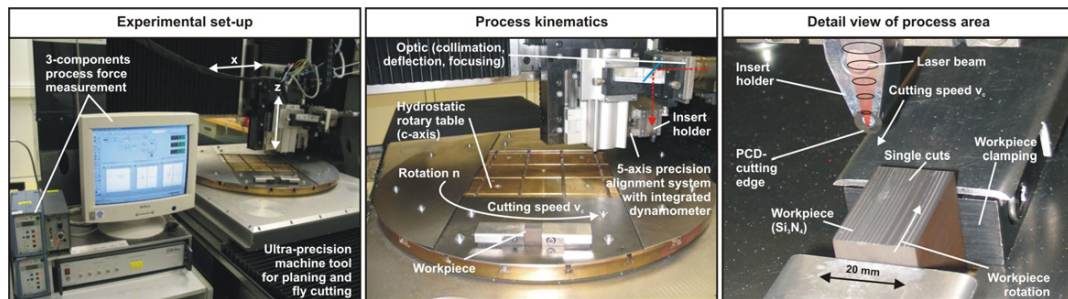 Experimental set-up
3-components
process force
measurement
x
z
Ultra-precision
machine tool
for planing and
fly cutting
Process kinematics
Optic (collimation,
deflection, focusing)
Hydrostatic
rotary table
(c-axis)
Insert
holder
Rotation n
5-axis precision
alignment system
with integrated
dynamometer
Cutting speed vc
Workpiece
Detail view of process area
Insert
holder
Laser beam
Cutting speed vc
PCD-
cutting
edge
Single cuts
Workpiece
clamping
Workpiece
(Si3N4)
20 mm
Workpiece
rotation